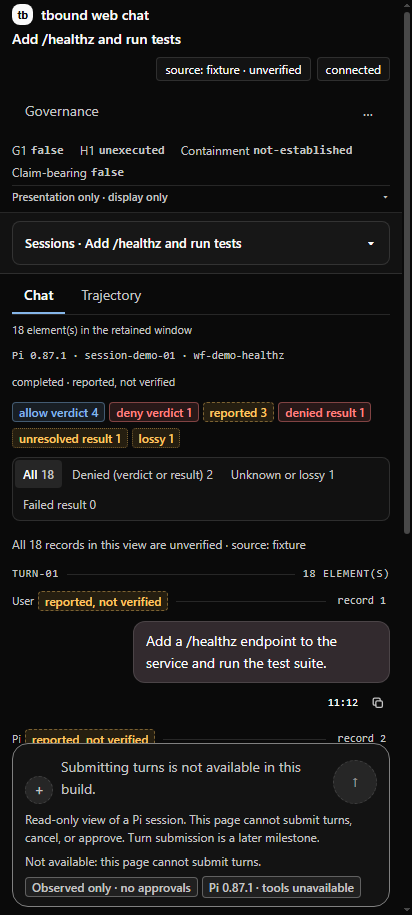 tb tbound web chat
Add /healthz and run tests
source: fixture · unverified connected
Governance ...
G1 false H1 unexecuted Containment not-established
Claim-bearing false
Presentation only · display only
Sessions · Add /healthz and run tests
Chat Trajectory
18 element(s) in the retained window
Pi 0.87.1 · session-demo-01 · wf-demo-healthz
completed · reported, not verified
allow verdict 4 deny verdict 1 reported 3 denied result 1
unresolved result 1 lossy 1
All 18 Denied (verdict or result) 2 Unknown or lossy 1
Failed result 0
All 18 records in this view are unverified · source: fixture
TURN-01 18 ELEMENT(S)
User reported, not verified record 1
Add a /healthz endpoint to the
service and run the test suite.
11:12
Pi reported, not verified record 2
Submitting turns is not available in this
build.
+ ↑
Read-only view of a Pi session. This page cannot submit turns,
cancel, or approve. Turn submission is a later milestone.
Not available: this page cannot submit turns.
Observed only · no approvals Pi 0.87.1 · tools unavailable